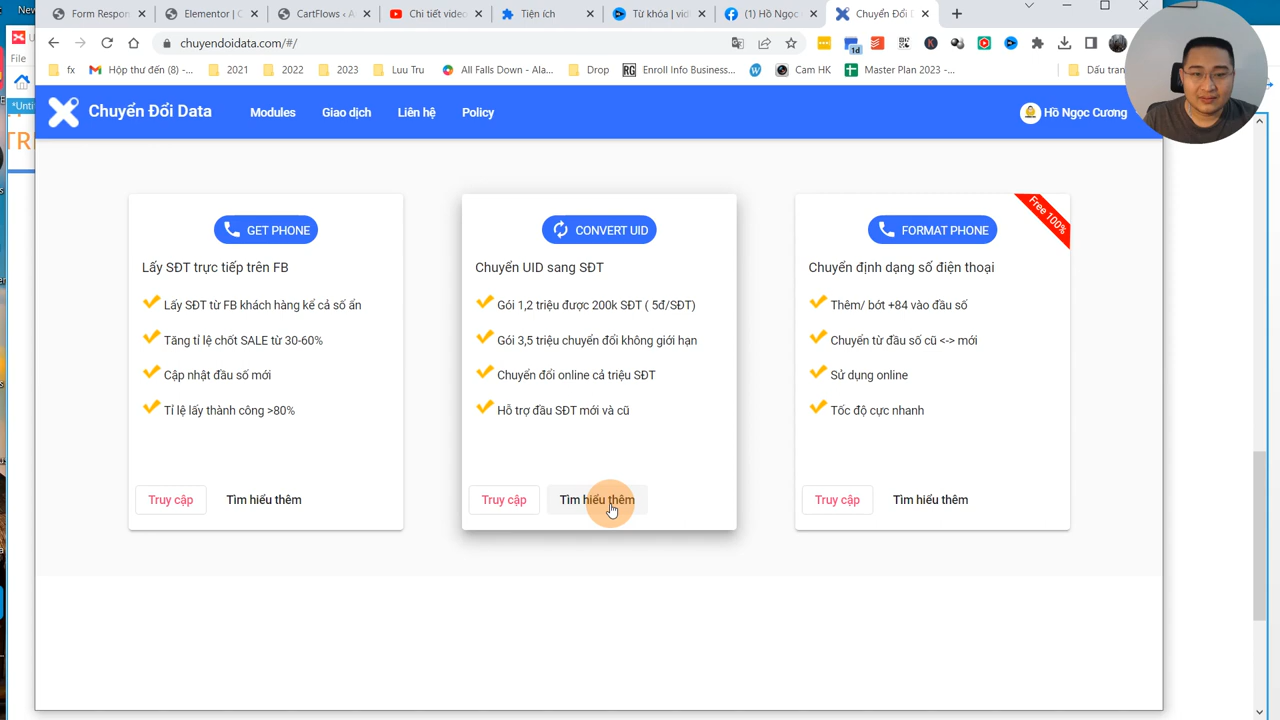 Form Respon
Elementor | C
CartFlows ‹ A
Chi tiết video
Tiện ích
Từ khóa | vid
(1) Hồ Ngọc
Chuyển Đổi D
File
chuyendoidata.com/#/
1d
fx
Hộp thư đến (8) -...
2021
2022
2023
Luu Tru
All Falls Down - Ala...
Drop
Enroll Info Business...
Cam HK
Master Plan 2023 -...
Dấu tran
*Unti
TRI
Chuyển Đổi Data
Modules
Giao dịch
Liên hệ
Policy
Hồ Ngọc Cương
GET PHONE
Lấy SĐT trực tiếp trên FB
Lấy SĐT từ FB khách hàng kể cả số ẩn
Tăng tỉ lệ chốt SALE từ 30-60%
Cập nhật đầu số mới
Tỉ lệ lấy thành công >80%
Truy cập
Tìm hiểu thêm
CONVERT UID
Chuyển UID sang SĐT
Gói 1,2 triệu được 200k SĐT ( 5đ/SĐT)
Gói 3,5 triệu chuyển đổi không giới hạn
Chuyển đổi online cả triệu SĐT
Hỗ trợ đầu SĐT mới và cũ
Truy cập
Tìm hiểu thêm
Free 100%
FORMAT PHONE
Chuyển định dạng số điện thoại
Thêm/ bớt +84 vào đầu số
Chuyển từ đầu số cũ <-> mới
Sử dụng online
Tốc độ cực nhanh
Truy cập
Tìm hiểu thêm